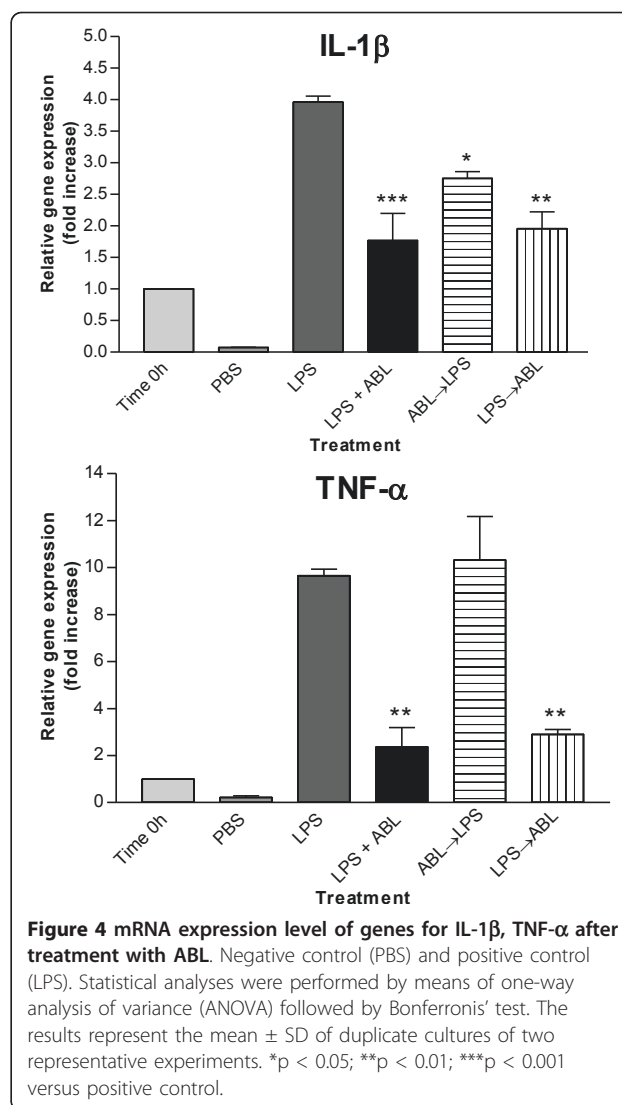 IL-1β
Relative gene expression
(fold increase)
5.0
4.5
4.0
3.5
3.0
2.5
2.0
1.5
1.0
0.5
0.0
***
*
**
Time 0h
PBS
LPS
LPS + ABL
ABL→LPS
LPS→ABL
Treatment
TNF-α
Relative gene expression
(fold increase)
14
12
10
8
6
4
2
0
**
**
Time 0h
PBS
LPS
LPS + ABL
ABL→LPS
LPS→ABL
Treatment
Figure 4 mRNA expression level of genes for IL-1β, TNF-α after
treatment with ABL. Negative control (PBS) and positive control
(LPS). Statistical analyses were performed by means of one-way
analysis of variance (ANOVA) followed by Bonferronis' test. The
results represent the mean ± SD of duplicate cultures of two
representative experiments. *p < 0.05; **p < 0.01; ***p < 0.001
versus positive control.